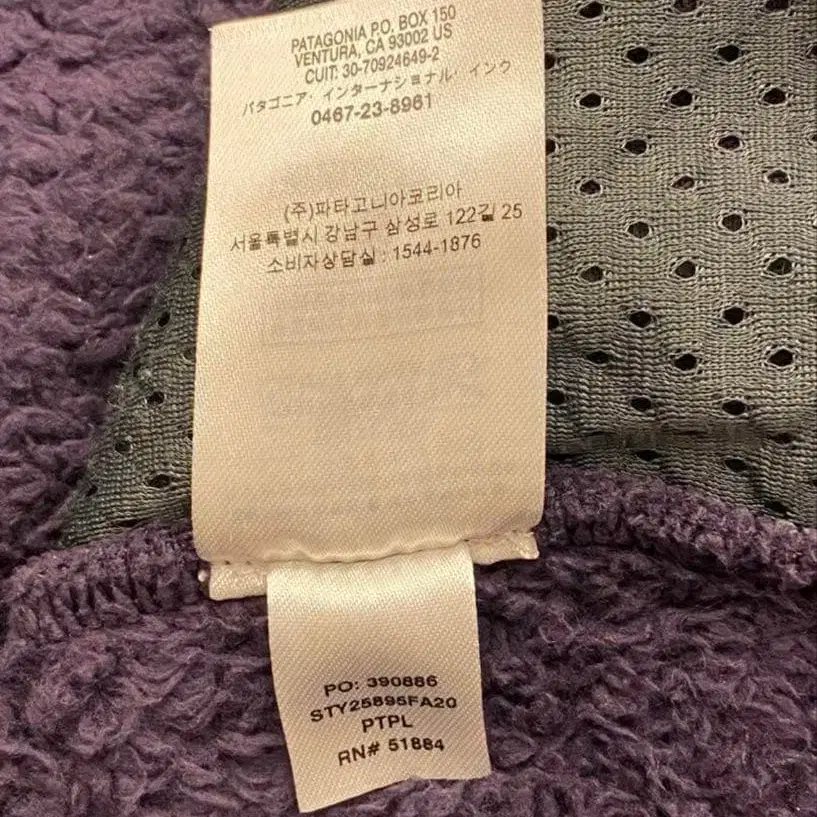 PATAGONIA P.O. BOX 150
VENTURA, CA 93002 US
CUIT: 30-70924649-2
パタゴニア・インターナショナル・インク
0467-23-8961
(주)파타고니아코리아
서울특별시 강남구 삼성로 122길 25
소비자상담실 : 1544-1876
PO: 390886
STY25895FA20
PTPL
RN# 51884